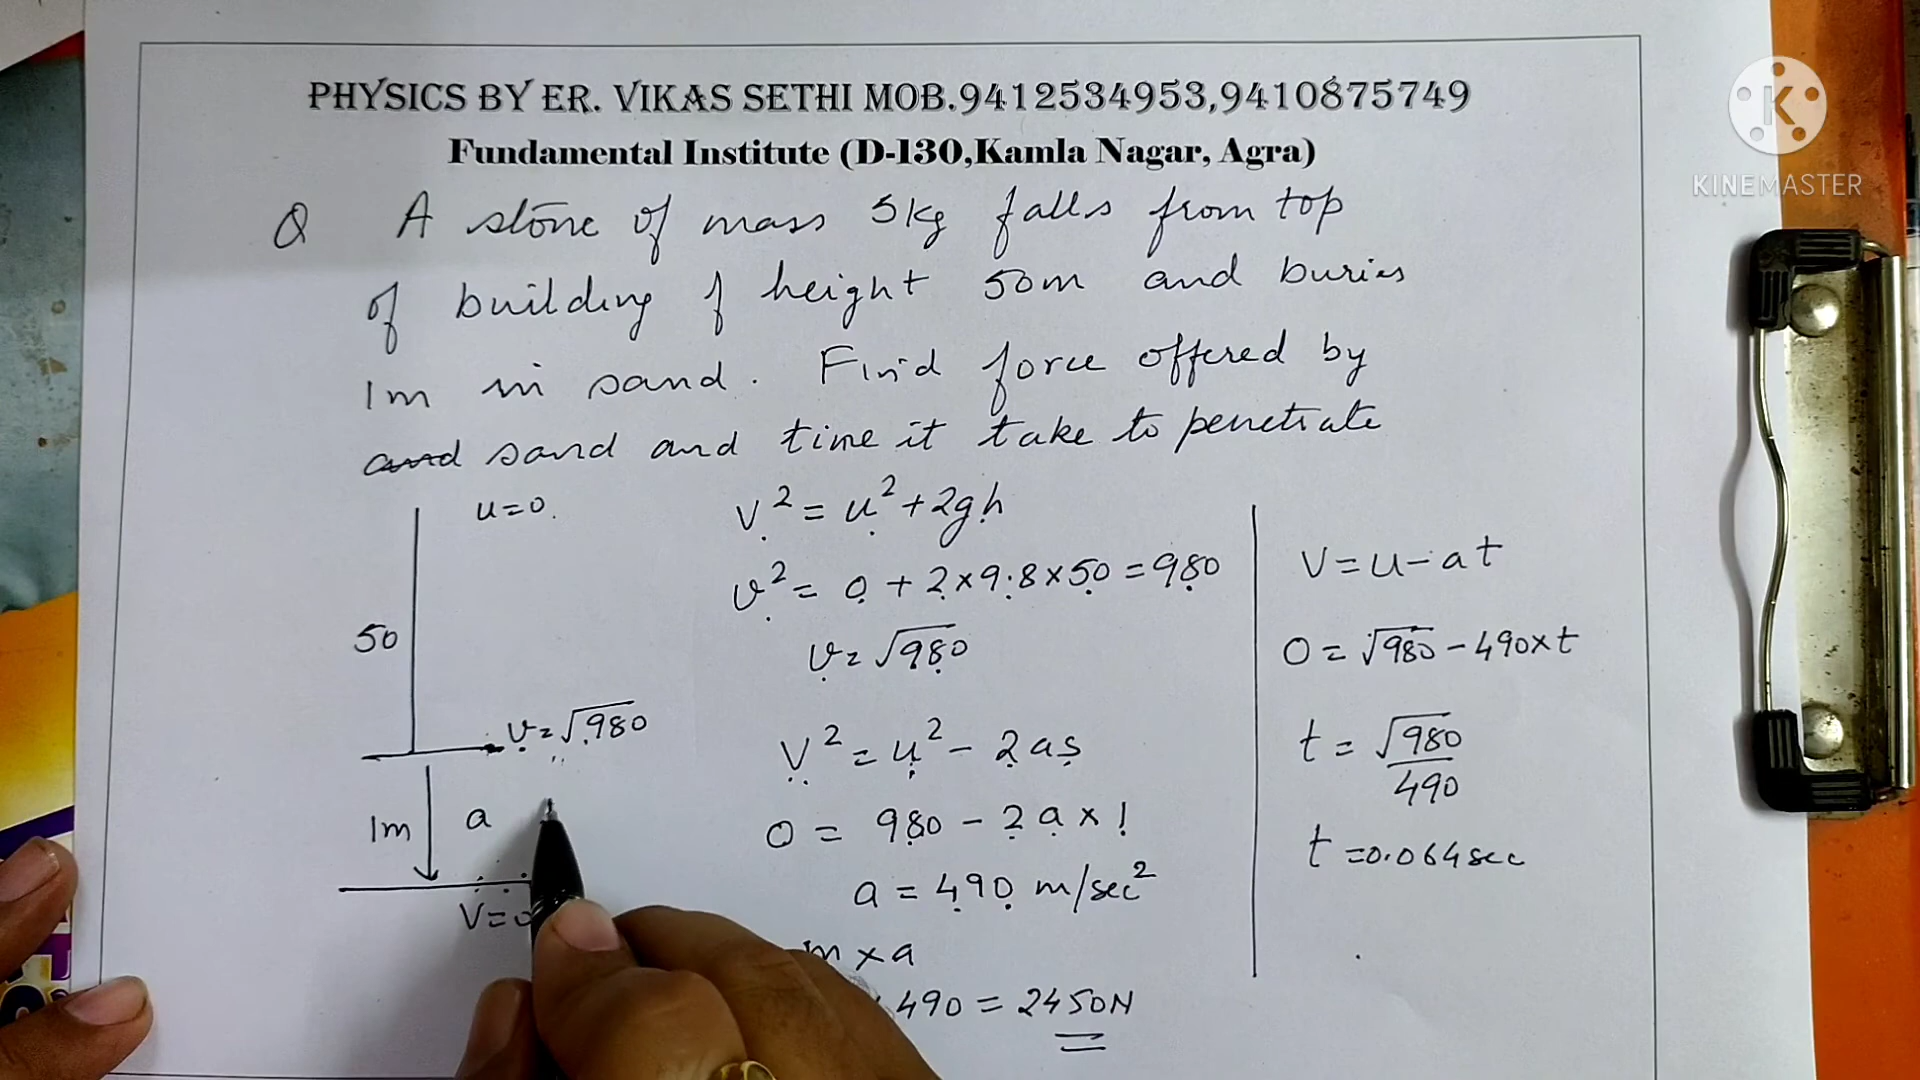 PHYSICS BY ER. VIKAS SETHI MOB.9412534953,9410875749
Fundamental Institute (D-130,Kamla Nagar, Agra)
KINEMASTER
Q A stone of mass 5kg falls from top
of building of height 50m and buries
1m in sand. Find force offered by
and sand and time it take to penetrate
u=0.
50
v=√980
1m
a
V=0
V²=u²+2gh
v²= 0+2×9.8×50=980
v=√980
V²=u²-2as
0= 980-2a×1
a=490 m/sec²
m×a
490=2450N
V=u-at
0=√980-490×t
t=√980/490
t=0.064sec